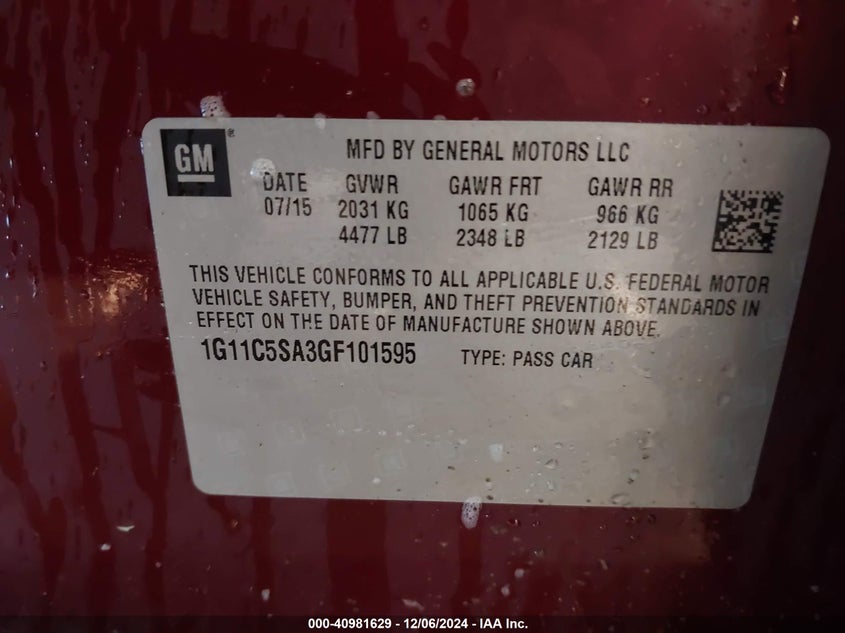 GM ®
MFD BY GENERAL MOTORS LLC
DATE GVWR GAWR FRT GAWR RR
07/15 2031 KG 1065 KG 966 KG
4477 LB 2348 LB 2129 LB
THIS VEHICLE CONFORMS TO ALL APPLICABLE U.S. FEDERAL MOTOR
VEHICLE SAFETY, BUMPER, AND THEFT PREVENTION STANDARDS IN
EFFECT ON THE DATE OF MANUFACTURE SHOWN ABOVE.
1G11C5SA3GF101595 TYPE: PASS CAR
000-40981629 - 12/06/2024 - IAA Inc.